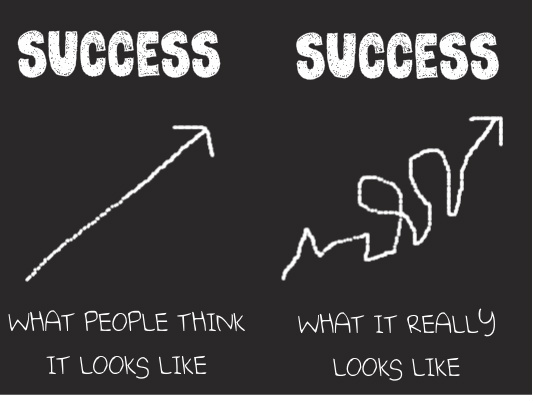 SUCCESS
WHAT PEOPLE THINK
IT LOOKS LIKE
SUCCESS
WHAT IT REALLY
LOOKS LIKE